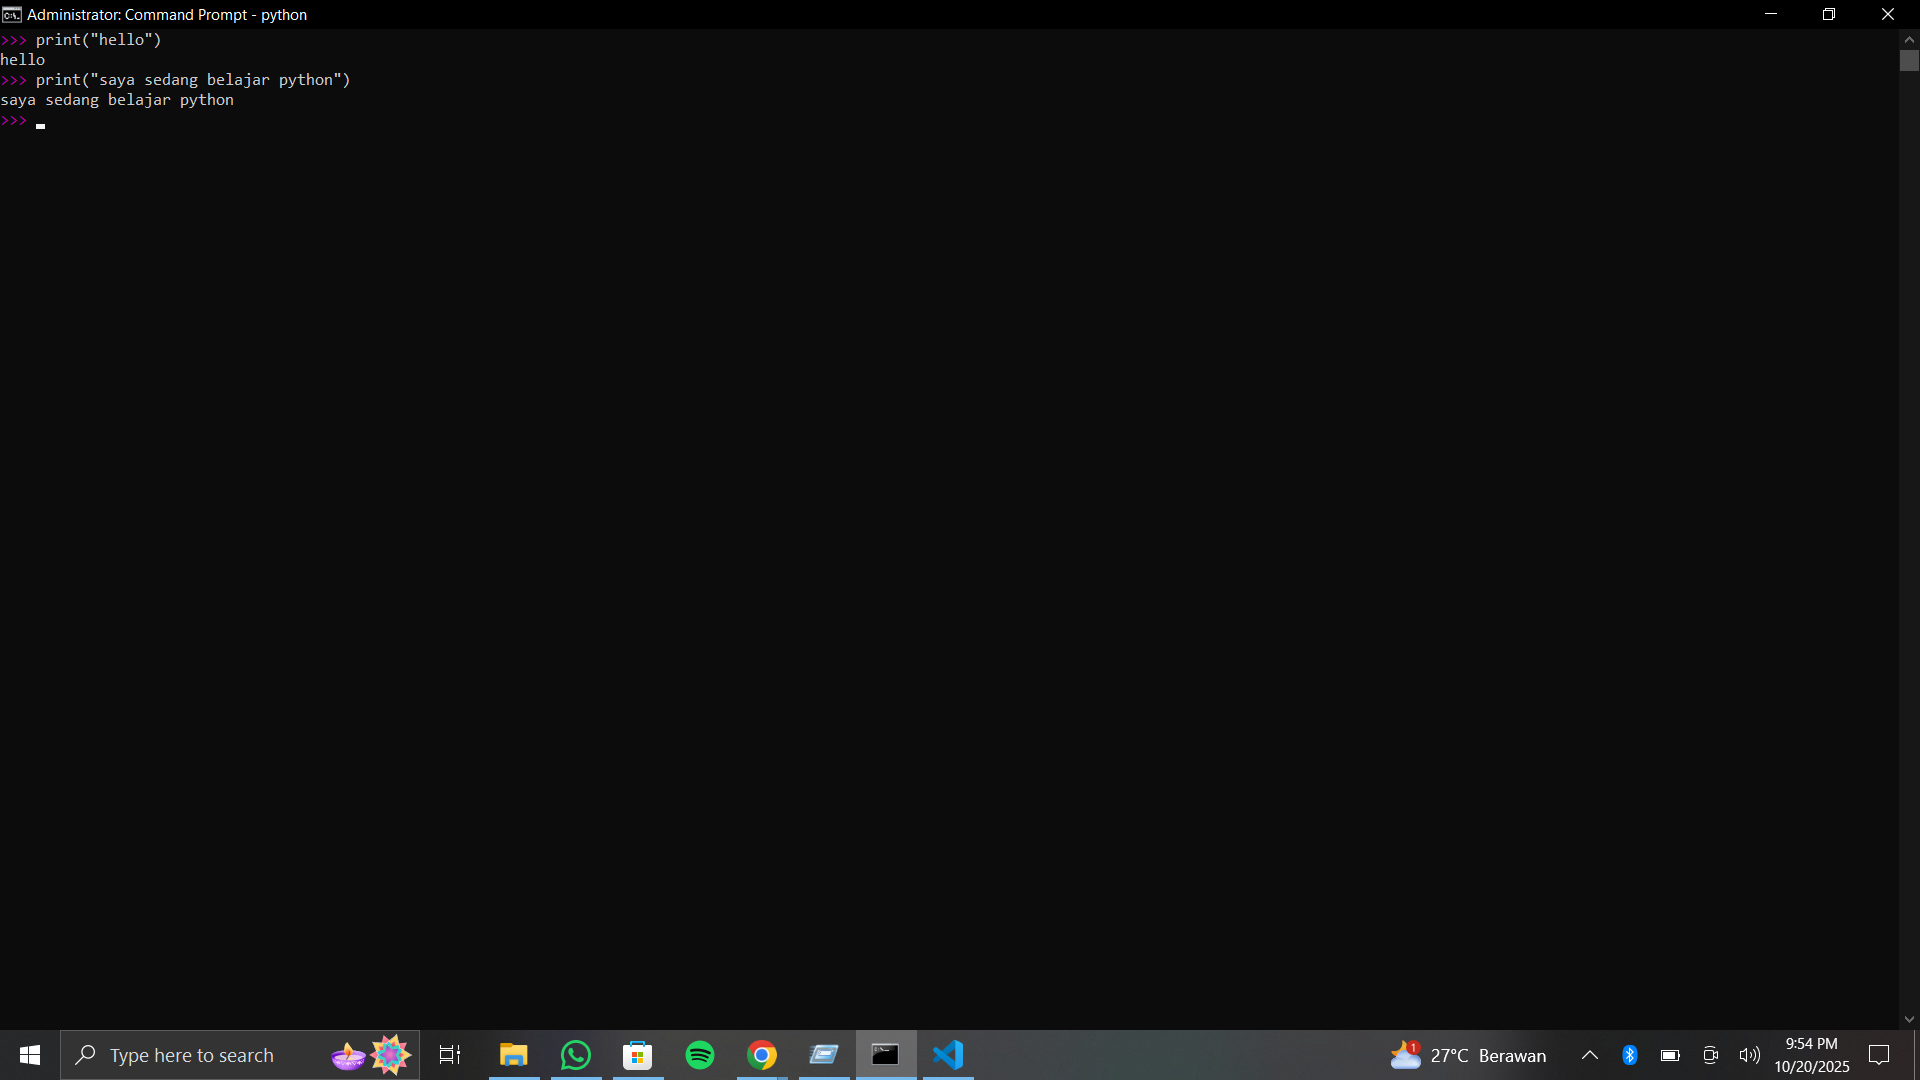 Administrator: Command Prompt - python
>>> print("hello")
hello
>>> print("saya sedang belajar python")
saya sedang belajar python
>>>
Type here to search
1
27°C Berawan
9:54 PM
10/20/2025